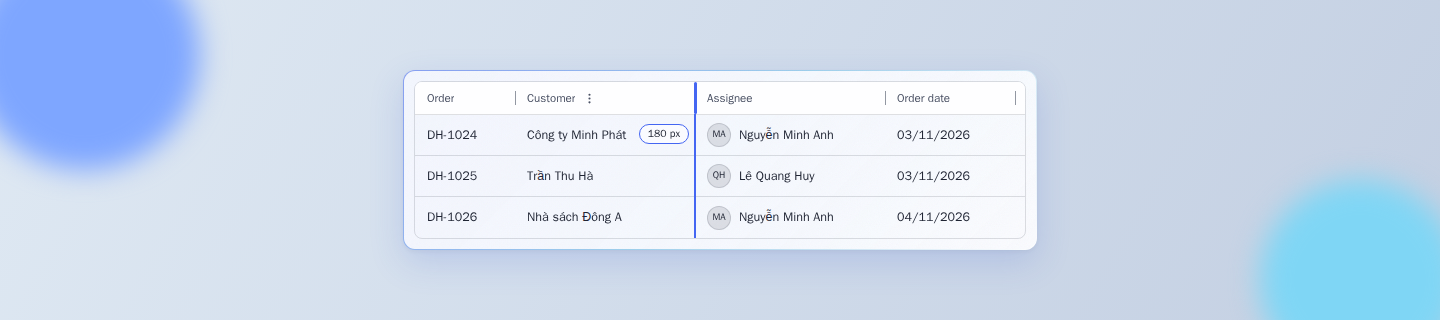 Order Customer Assignee Order date
DH-1024 Công ty Minh Phát 180 px MA Nguyễn Minh Anh 03/11/2026
DH-1025 Trần Thu Hà QH Lê Quang Huy 03/11/2026
DH-1026 Nhà sách Đông A MA Nguyễn Minh Anh 04/11/2026